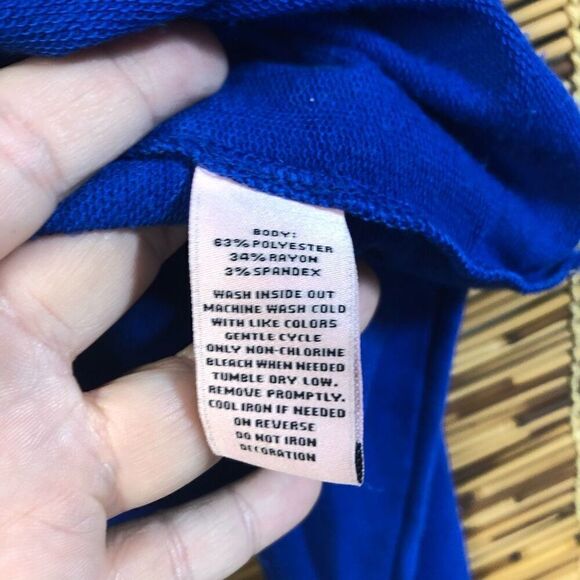 BODY:
63% POLYESTER
34% RAYON
3% SPANDEX
WASH INSIDE OUT
MACHINE WASH COLD
WITH LIKE COLORS
GENTLE CYCLE
ONLY NON-CHLORINE
BLEACH WHEN NEEDED
TUMBLE DRY LOW.
REMOVE PROMPTLY.
COOL IRON IF NEEDED
ON REVERSE
DO NOT IRON
DECORATION